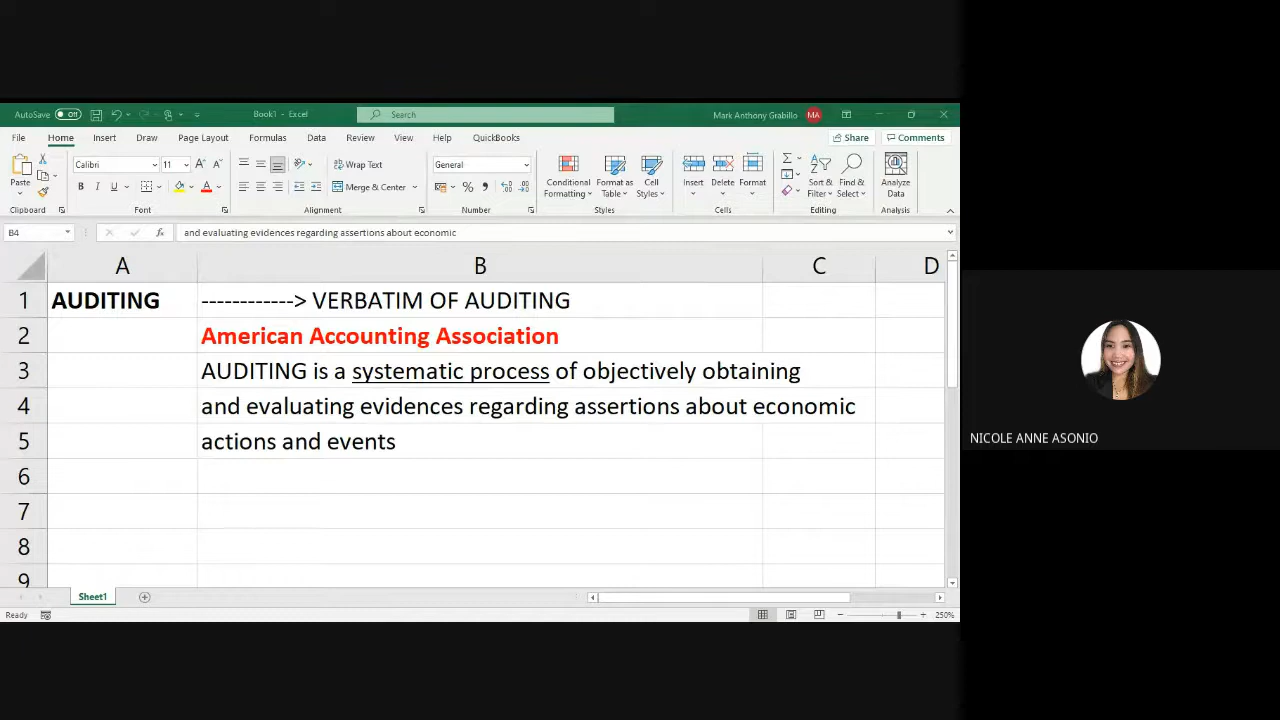 AutoSave Off Book1 - Excel Search Mark Anthony Grabillo MA
File Home Insert Draw Page Layout Formulas Data Review View Help QuickBooks Share Comments
Paste Calibri 11 A A Wrap Text General Conditional Formatting Format as Table Cell Styles Insert Delete Format Sort & Filter Find & Select Analyze Data
B I U A Merge & Center % 
Clipboard Font Alignment Number Styles Cells Editing Analysis
B4 fx and evaluating evidences regarding assertions about economic
A B C D
1 AUDITING ------------> VERBATIM OF AUDITING
2 American Accounting Association
3 AUDITING is a systematic process of objectively obtaining
4 and evaluating evidences regarding assertions about economic
5 actions and events
6
7
8
9
Sheet1
Ready 250%
NICOLE ANNE ASONIO